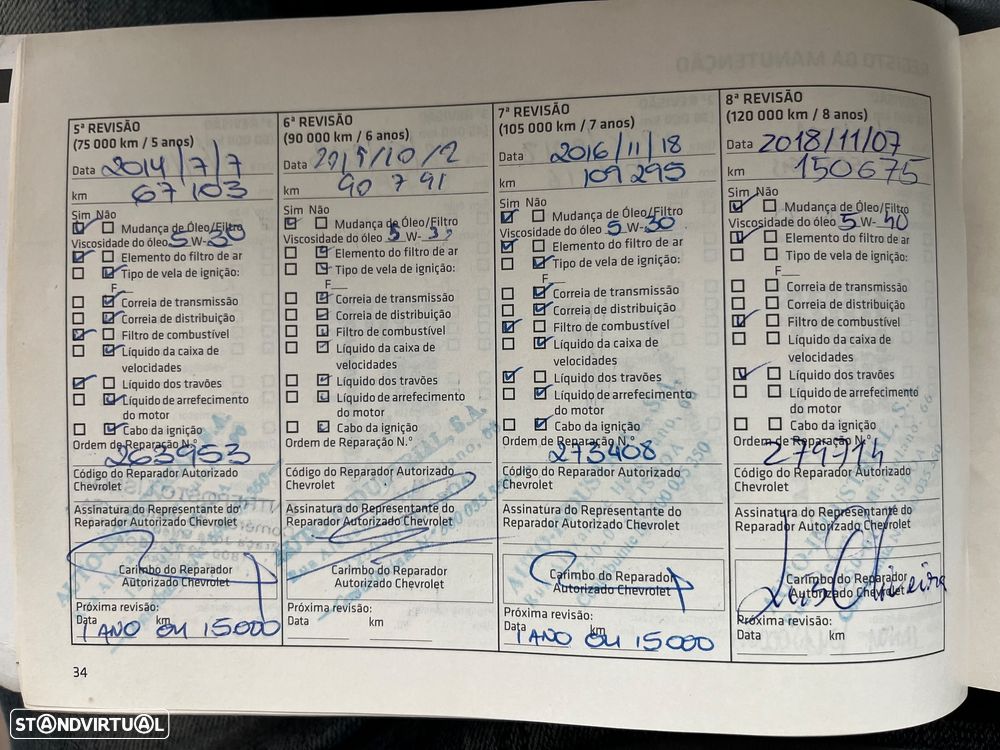 5ª REVISÃO
(75 000 km / 5 anos)
Data 2014/7/7
km 67 103
Sim Não
Mudança de Óleo/Filtro
Viscosidade do óleo 5 W-30
Elemento do filtro de ar
Tipo de vela de ignição:
F
Correia de transmissão
Correia de distribuição
Filtro de combustível
Líquido da caixa de
velocidades
Líquido dos travões
Líquido de arrefecimento
do motor
Cabo da ignição
Ordem de Reparação N.º
263953
Código do Reparador Autorizado
Chevrolet
Assinatura do Representante do
Reparador Autorizado Chevrolet
Carimbo do Reparador
Autorizado Chevrolet
Próxima revisão:
Data km
1 ANO OU 15.000
6ª REVISÃO
(90 000 km / 6 anos)
Data /10/2
km 90 791
Sim Não
Mudança de Óleo/Filtro
Viscosidade do óleo 5 W-30
Elemento do filtro de ar
Tipo de vela de ignição:
F
Correia de transmissão
Correia de distribuição
Filtro de combustível
Líquido da caixa de
velocidades
Líquido dos travões
Líquido de arrefecimento
do motor
Cabo da ignição
Ordem de Reparação N.º
Código do Reparador Autorizado
Chevrolet
Assinatura do Representante do
Reparador Autorizado Chevrolet
Carimbo do Reparador
Autorizado Chevrolet
Próxima revisão:
Data km
7ª REVISÃO
(105 000 km / 7 anos)
Data 2016/11/18
km 109 295
Sim Não
Mudança de Óleo/Filtro
Viscosidade do óleo 5 W-30
Elemento do filtro de ar
Tipo de vela de ignição:
F
Correia de transmissão
Correia de distribuição
Filtro de combustível
Líquido da caixa de
velocidades
Líquido dos travões
Líquido de arrefecimento
do motor
Cabo da ignição
Ordem de Reparação N.º
273408
Código do Reparador Autorizado
Chevrolet
Assinatura do Representante do
Reparador Autorizado Chevrolet
Carimbo do Reparador
Autorizado Chevrolet
Próxima revisão:
Data km
1 ANO OU 15000
8ª REVISÃO
(120 000 km / 8 anos)
Data 2018/11/07
km 150675
Sim Não
Mudança de Óleo/Filtro
Viscosidade do óleo 5 W-40
Elemento do filtro de ar
Tipo de vela de ignição:
F
Correia de transmissão
Correia de distribuição
Filtro de combustível
Líquido da caixa de
velocidades
Líquido dos travões
Líquido de arrefecimento
do motor
Cabo da ignição
Ordem de Reparação N.º
279714
Código do Reparador Autorizado
Chevrolet
Assinatura do Representante do
Reparador Autorizado Chevrolet
Carimbo do Reparador
Autorizado Chevrolet
Próxima revisão:
Data km
34
STANDVIRTUAL